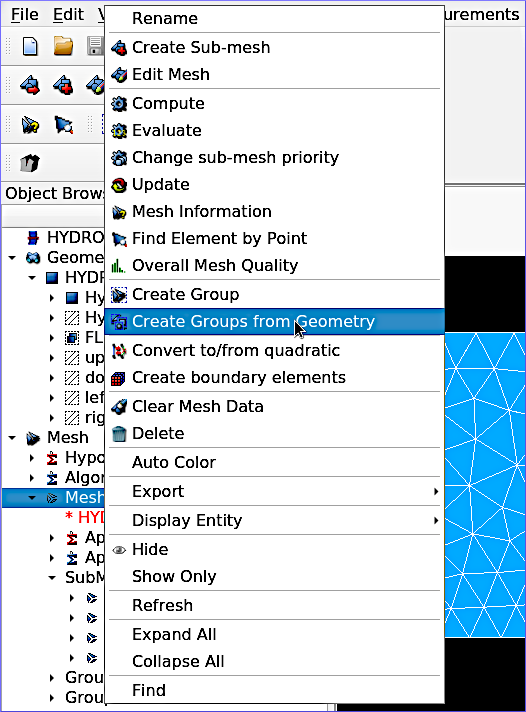 File Edit V urements
Rename
Create Sub-mesh
Edit Mesh
Compute
Evaluate
Change sub-mesh priority
Update
Mesh Information
Find Element by Point
Overall Mesh Quality
Create Group
Create Groups from Geometry
Convert to/from quadratic
Create boundary elements
Clear Mesh Data
Delete
Auto Color
Export
Display Entity
Hide
Show Only
Refresh
Expand All
Collapse All
Find
Object Brow
HYDRO
Geome
HYDR
Hy
Hy
FL
up
do
lef
rig
Mesh
Hypo
Algor
Mesh
* HYD
Ap
Ap
SubM
Grou
Grou